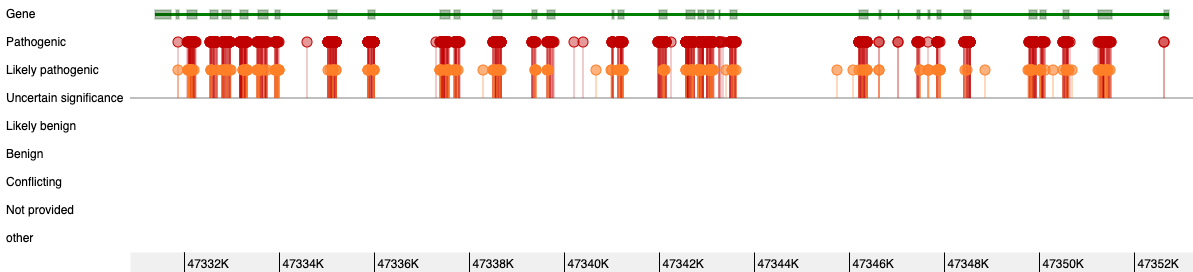 Gene
Pathogenic
Likely pathogenic
Uncertain significance
Likely benign
Benign
Conflicting
Not provided
other
47332K 47334K 47336K 47338K 47340K 47342K 47344K 47346K 47348K 47350K 47352K